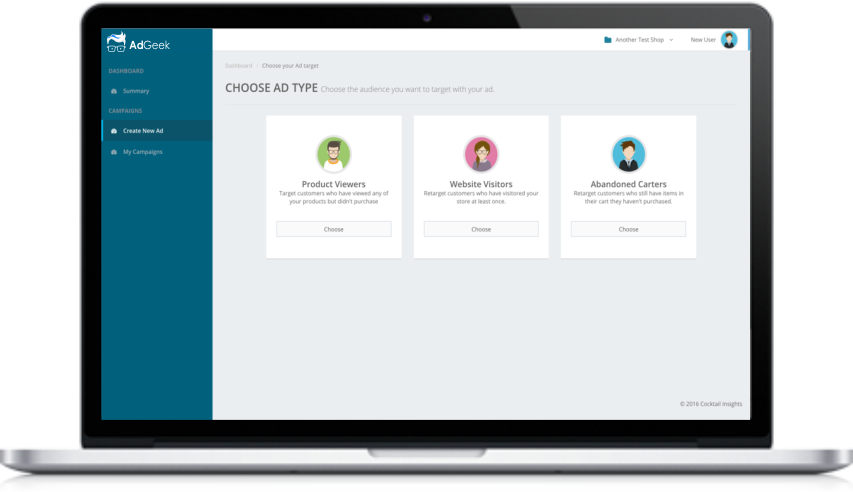 AdGeek
Another Test Shop
New User
DASHBOARD
Summary
CAMPAIGNS
Create New Ad
My Campaigns
Dashboard / Choose your Ad target
CHOOSE AD TYPE Choose the audience you want to target with your ad.
Product Viewers
Target customers who have viewed any of
your products but didn't purchase
Choose
Website Visitors
Retarget customers who have visitored your
store at least once.
Choose
Abandoned Carters
Retarget customers who still have items in
their cart they haven't purchased.
Choose
© 2016 Cocktail Insights